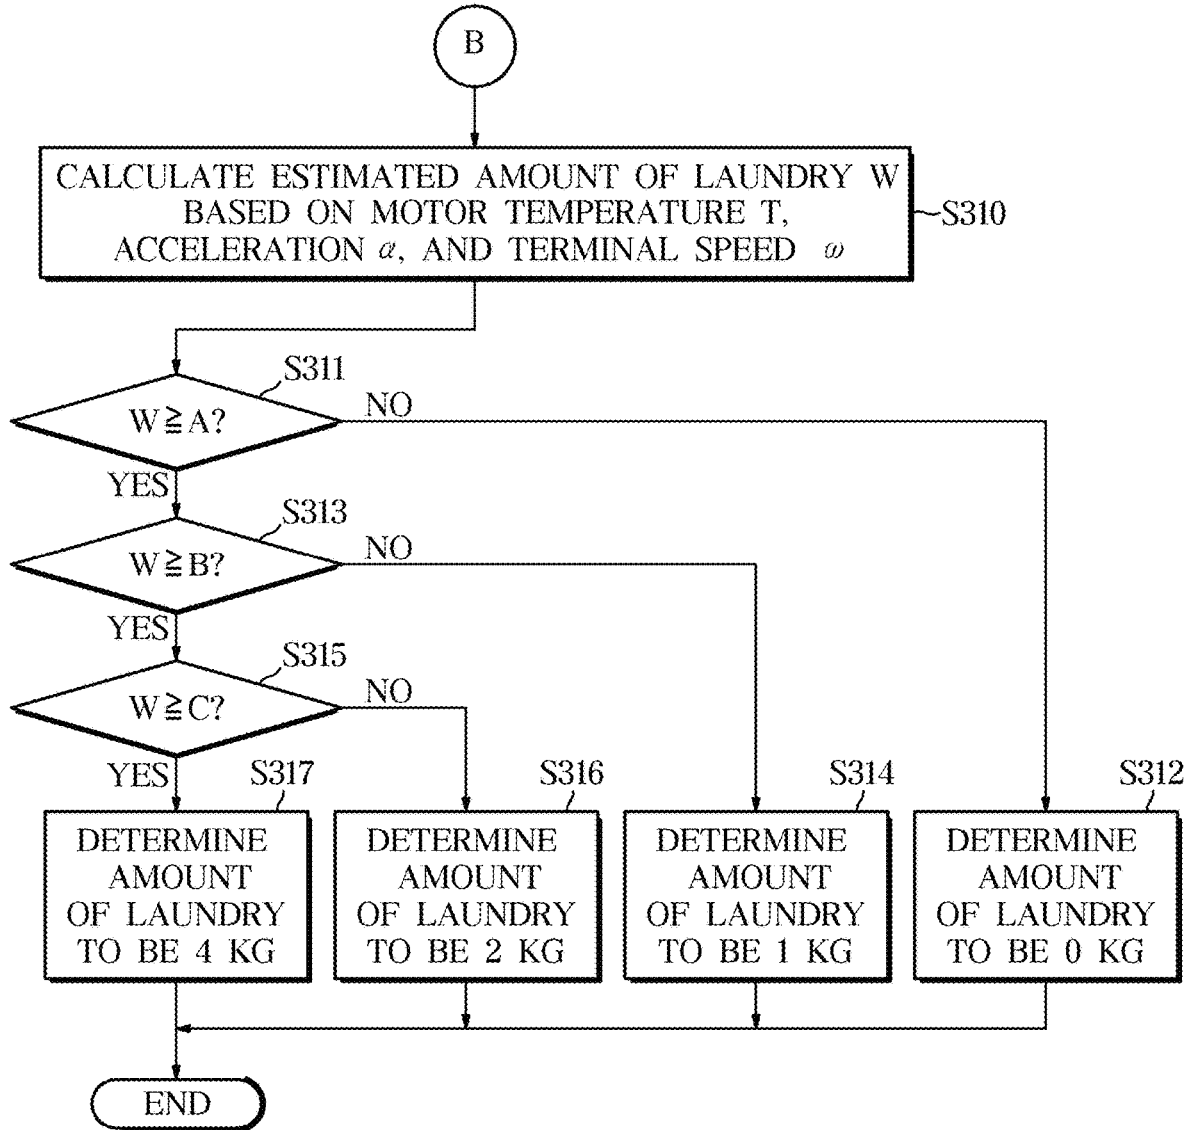 B
CALCULATE ESTIMATED AMOUNT OF LAUNDRY W
BASED ON MOTOR TEMPERATURE T,
ACCELERATION α, AND TERMINAL SPEED ω
S310
S311
W≧A?
NO
YES
S313
W≧B?
NO
YES
S315
W≧C?
NO
YES
S317
DETERMINE
AMOUNT
OF LAUNDRY
TO BE 4 KG
S316
DETERMINE
AMOUNT
OF LAUNDRY
TO BE 2 KG
S314
DETERMINE
AMOUNT
OF LAUNDRY
TO BE 1 KG
S312
DETERMINE
AMOUNT
OF LAUNDRY
TO BE 0 KG
END